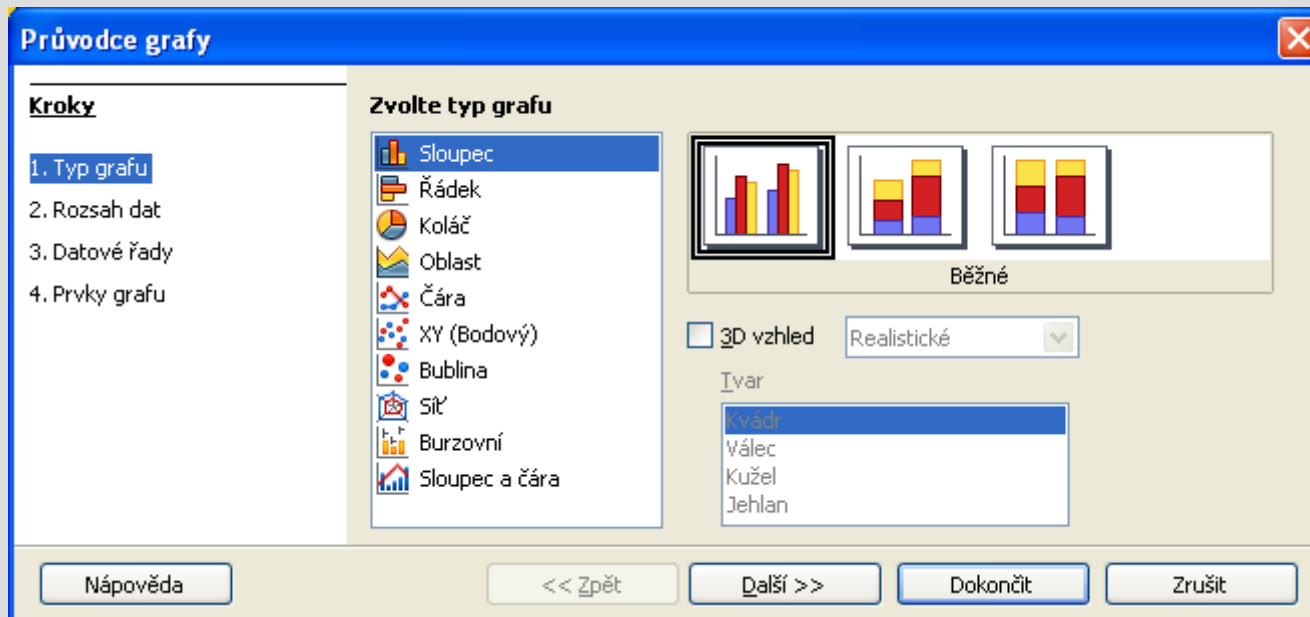 Průvodce grafy
Kroky
1. Typ grafu
2. Rozsah dat
3. Datové řady
4. Prvky grafu
Zvolte typ grafu
Sloupec
Řádek
Koláč
Oblast
Čára
XY (Bodový)
Bublina
Síť
Burzovní
Sloupec a čára
Běžné
3D vzhled
Realistické
Tvar
Kvádr
Válec
Kužel
Jehlan
Nápověda
<< Zpět
Další >>
Dokončit
Zrušit